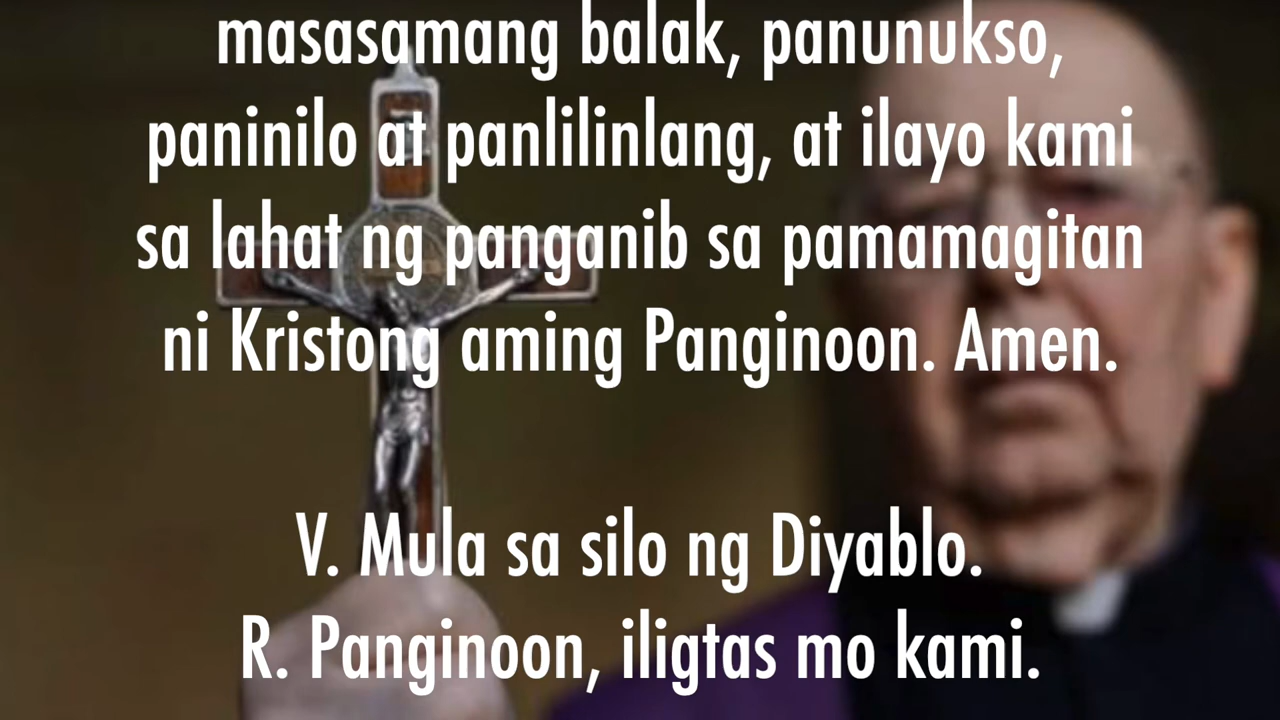 masasamang balak, panunukso,
paninilo at panlilinlang, at ilayo kami
sa lahat ng panganib sa pamamagitan
ni Kristong aming Panginoon. Amen.
V. Mula sa silo ng Diyablo.
R. Panginoon, iligtas mo kami.